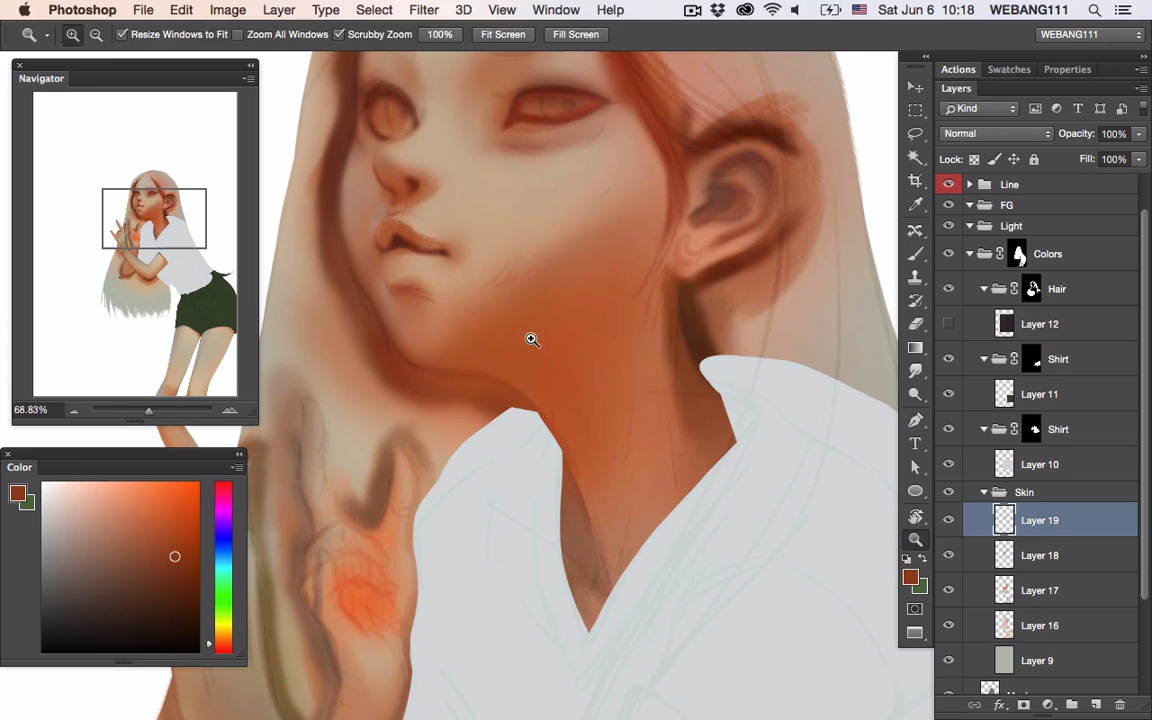 Photoshop File Edit Image Layer Type Select Filter 3D View Window Help Sat Jun 6 10:18 WEBANG111
Resize Windows to Fit Zoom All Windows Scrubby Zoom 100% Fit Screen Fill Screen WEBANG111
Navigator
68.83%
Color
Actions Swatches Properties
Layers
Kind
Normal Opacity: 100%
Lock: Fill: 100%
Line
FG
Light
Colors
Hair
Layer 12
Shirt
Layer 11
Shirt
Layer 10
Skin
Layer 19
Layer 18
Layer 17
Layer 16
Layer 9
fx